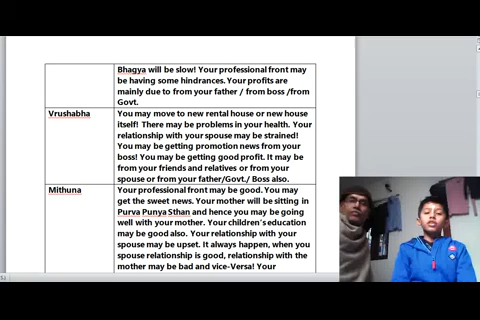 Bhagya will be slow! Your professional front may
be having some hindrances. Your profits are
mainly due to from your father / from boss /from
Govt.
Vrushabha
You may move to new rental house or new house
itself! There may be problems in your health. Your
relationship with your spouse may be strained!
You may be getting promotion news from your
boss! You may be getting good profit. It may be
from your friends and relatives or from your
spouse or from your father/Govt./ Boss also.
Mithuna
Your professional front may be good. You may
get the sweet news. Your mother will be sitting in
Purva Punya Sthan and hence you may be going
well with your mother. Your children's education
may be good also. Your relationship with your
spouse may be upset. It always happen, when you
spouse relationship is good, relationship with the
mother may be bad and vice-Versa! Your